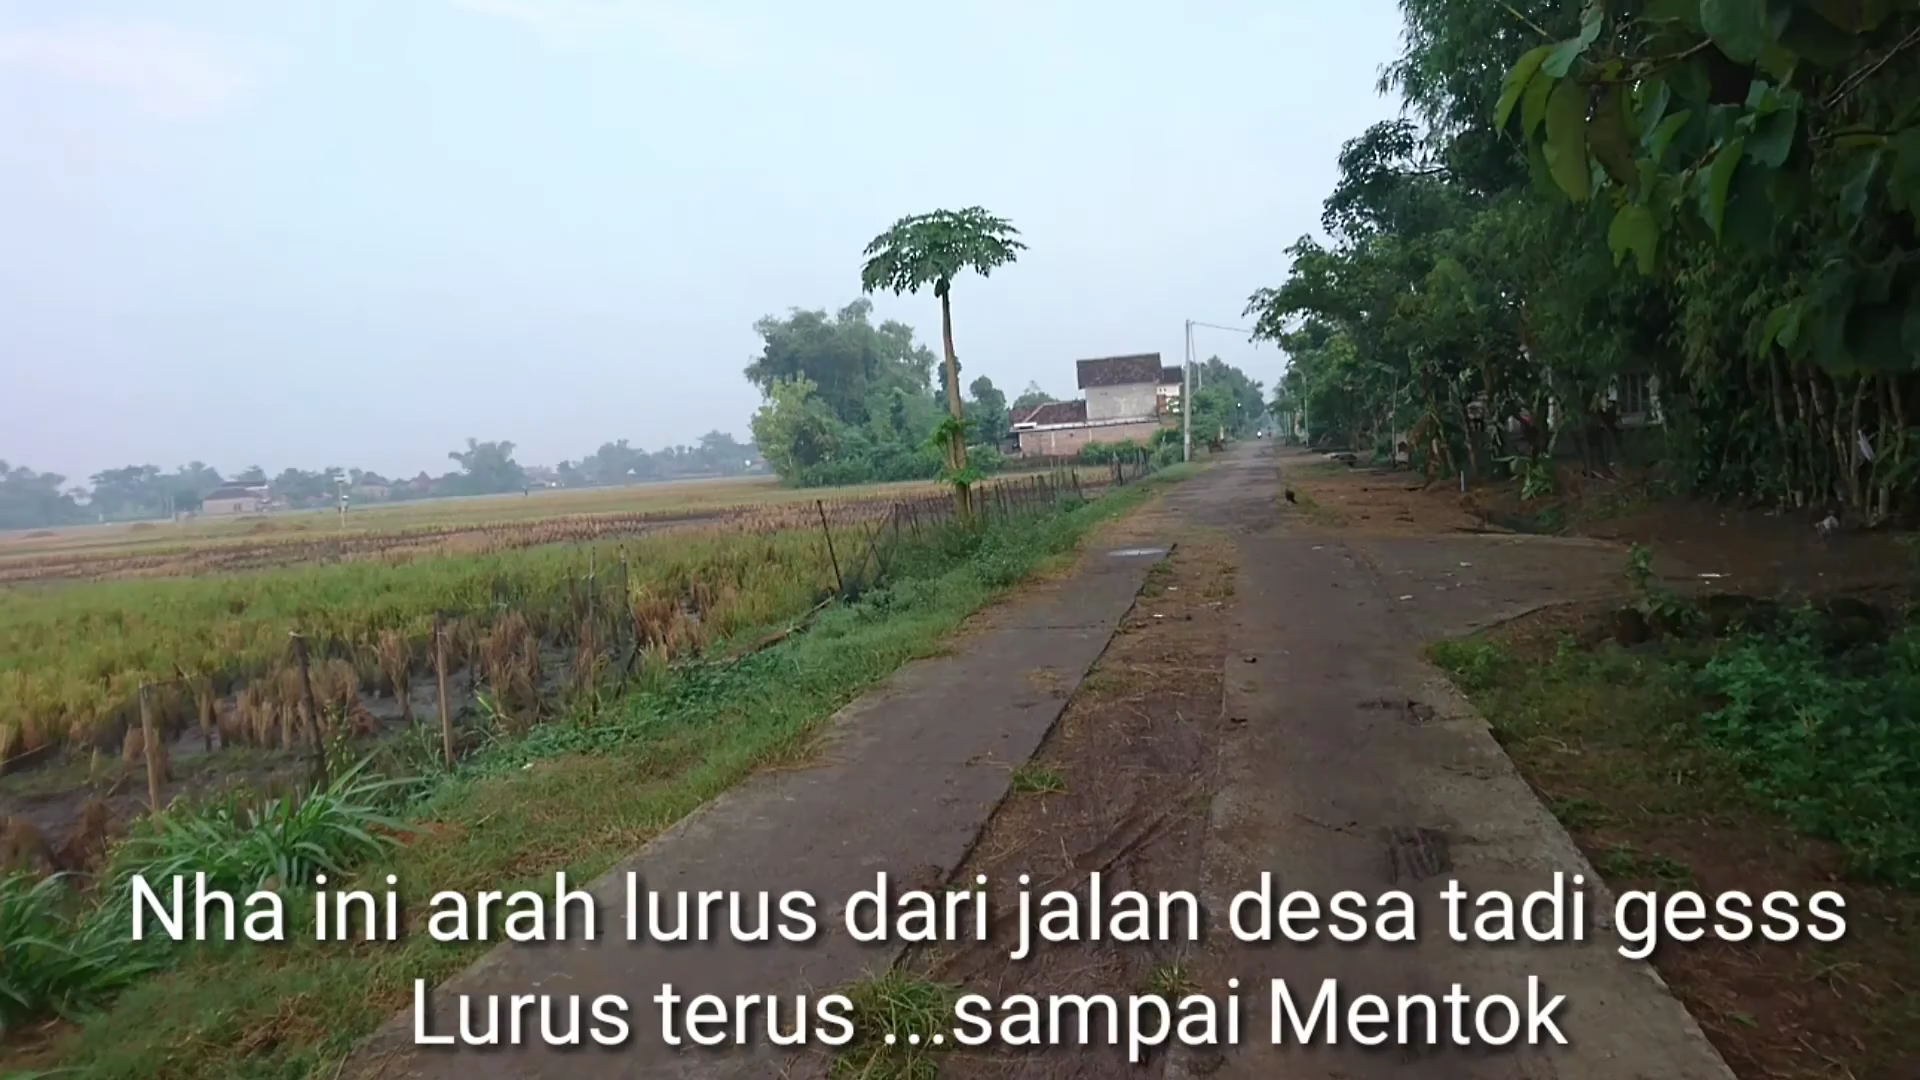 Nha ini arah lurus dari jalan desa tadi gesss
Lurus terus ...sampai Mentok